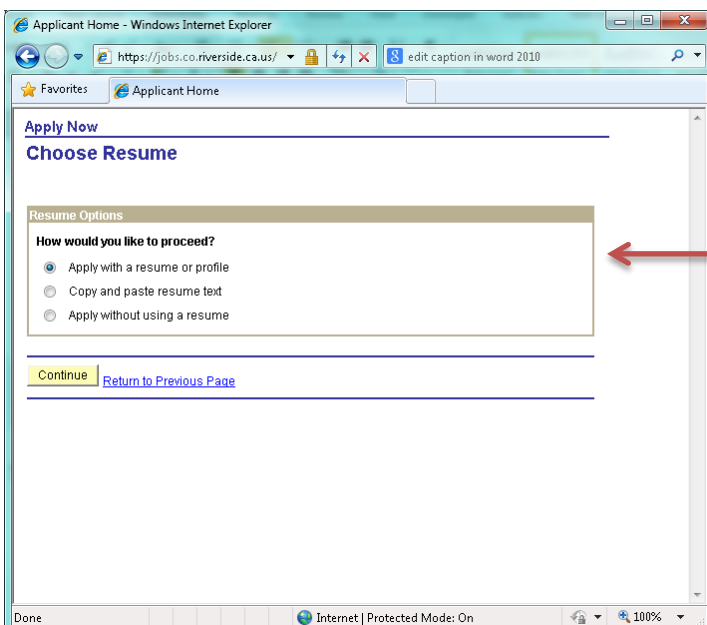 Applicant Home - Windows Internet Explorer
https://jobs.co.riverside.ca.us/
edit caption in word 2010
Favorites
Applicant Home
Apply Now
Choose Resume
Resume Options
How would you like to proceed?
Apply with a resume or profile
Copy and paste resume text
Apply without using a resume
Continue Return to Previous Page
Done Internet | Protected Mode: On 100%